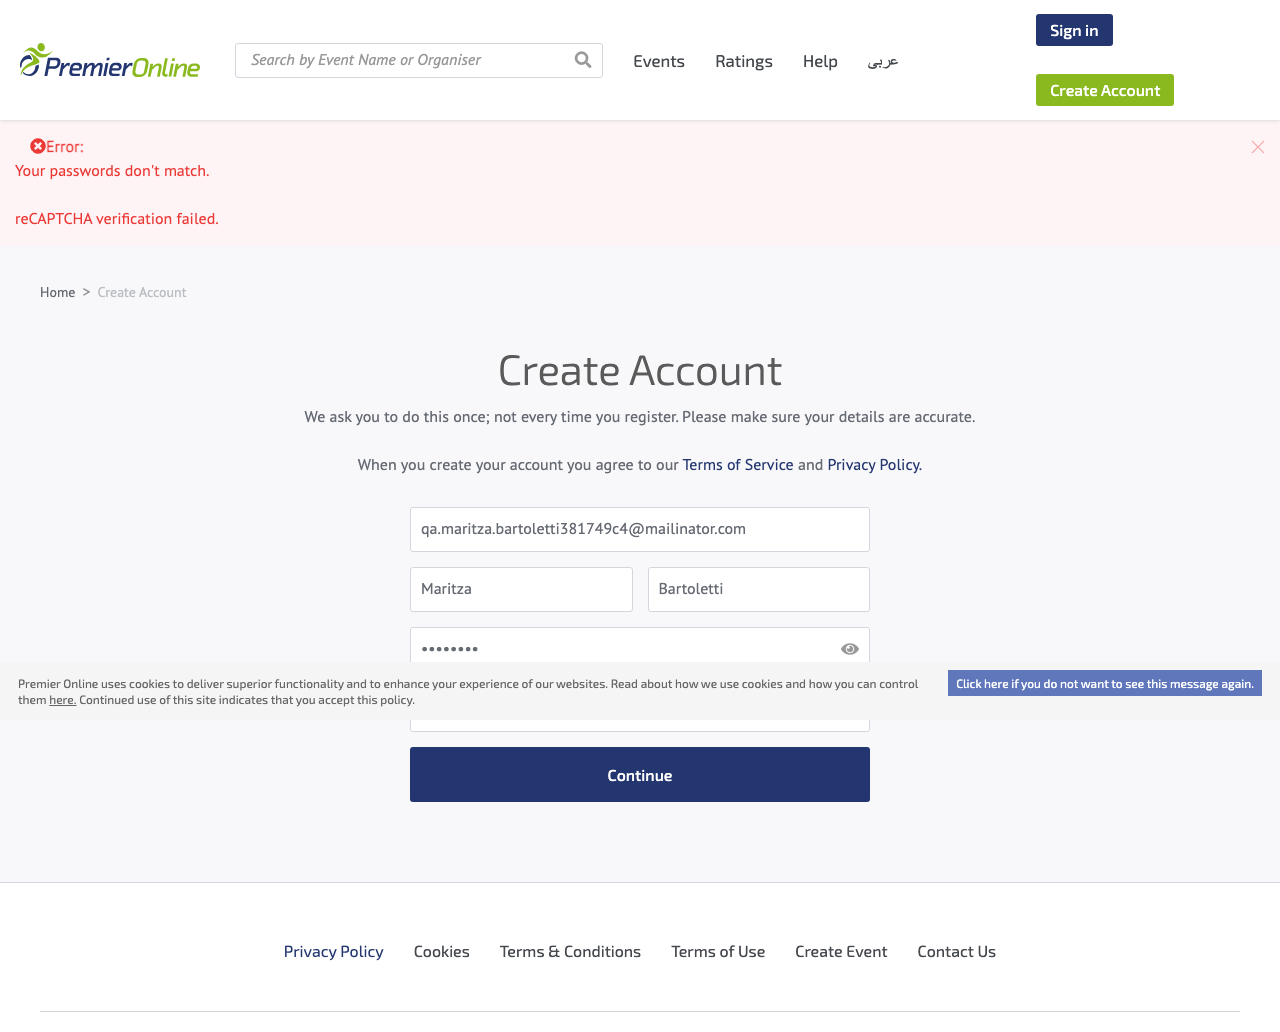 PremierOnline
Search by Event Name or Organiser
Events
Ratings
Help
عربى
Sign in
Create Account
Error:
Your passwords don't match.
reCAPTCHA verification failed.
Home > Create Account
Create Account
We ask you to do this once; not every time you register. Please make sure your details are accurate.
When you create your account you agree to our Terms of Service and Privacy Policy.
qa.maritza.bartoletti381749c4@mailinator.com
Maritza
Bartoletti
••••••••
Premier Online uses cookies to deliver superior functionality and to enhance your experience of our websites. Read about how we use cookies and how you can control
them here. Continued use of this site indicates that you accept this policy.
Click here if you do not want to see this message again.
Continue
Privacy Policy
Cookies
Terms & Conditions
Terms of Use
Create Event
Contact Us